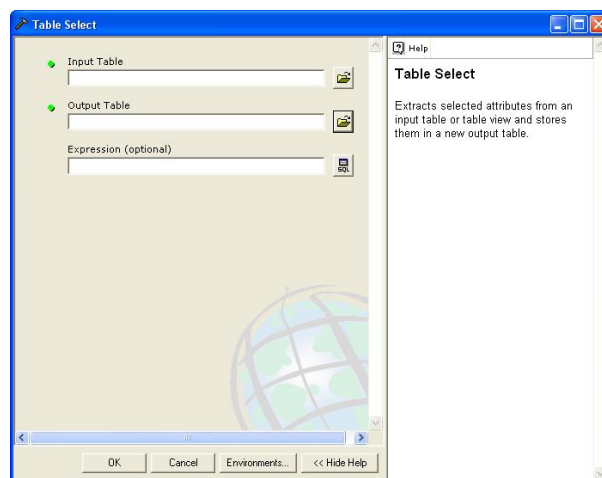 Table Select
Input Table
Output Table
Expression (optional)
SQL
OK
Cancel
Environments...
<< Hide Help
Help
Table Select
Extracts selected attributes from an
input table or table view and stores
them in a new output table.